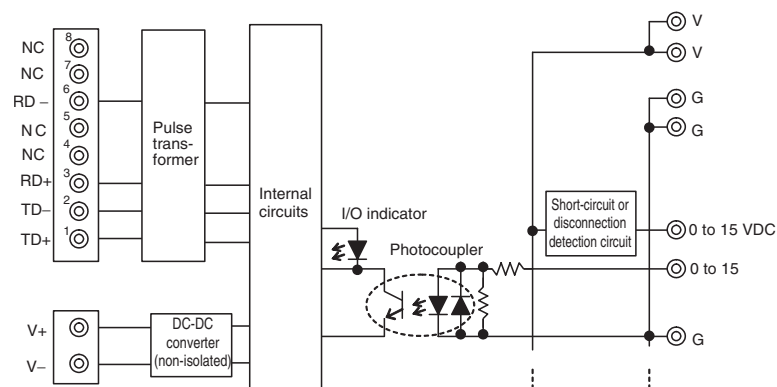 NC 8
NC 7
RD − 6
NC 5
NC 4
RD+ 3
TD− 2
TD+ 1
V+
V−
Pulse
trans-
former
DC-DC
converter
(non-isolated)
Internal
circuits
I/O indicator
Photocoupler
Short-circuit or
disconnection
detection circuit
V
V
G
G
0 to 15 VDC
0 to 15
G